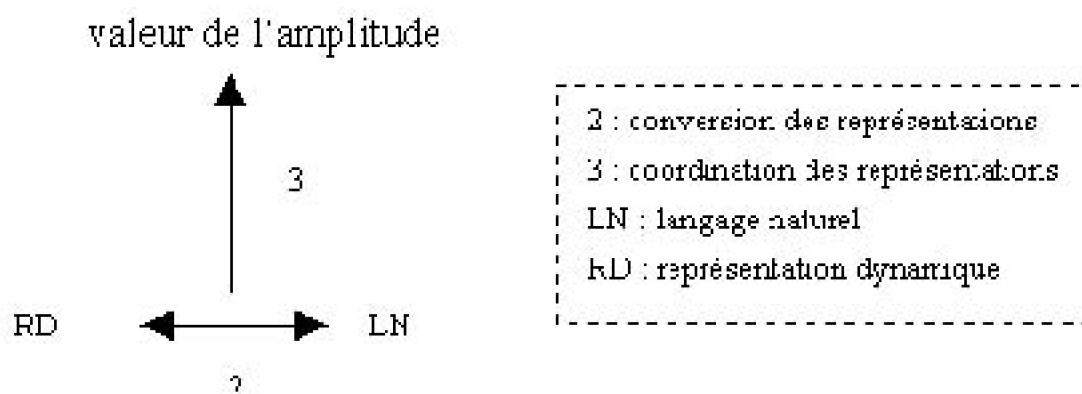 valeur de l'amplitude
3
RD
LN
2
2 : conversion des représentations
3 : coordination des représentations
LN : langage naturel
RD : représentation dynamique